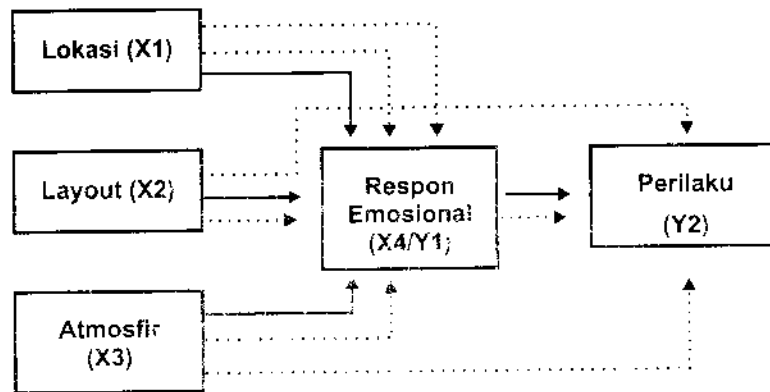 Lokasi (X1)
Layout (X2)
Respon
Emosional
(X4/Y1)
Perilaku
(Y2)
Atmosfir
(X3)